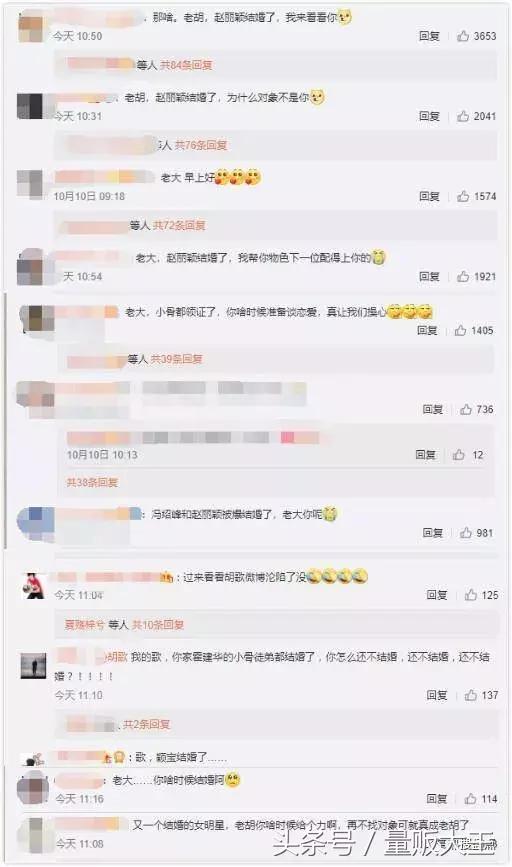 、那啥。老胡，赵丽颖结婚了，我来看看你
今天 10:50
回复 3653
等人 共84条回复
、老胡，赵丽颖结婚了，为什么对象不是你
今天 10:31
回复 2041
人 共76条回复
老大 早上好
10月10日 09:18
回复 1574
等人 共72条回复
老大，赵丽颖结婚了，我帮你物色下一位配得上你的
天 10:54
回复 1921
老大，小骨都领证了，你啥时候准备谈恋爱，真让我们操心
回复 1405
等人 共39条回复
回复 736
10月10日 10:13
回复 12
共38条回复
：冯绍峰和赵丽颖被爆结婚了，老大你呢
回复 981
：过来看看胡歌微博沦陷了没
今天 11:04
回复 125
等人 共10条回复
胡歌 我的歌，你家霍建华的小骨徒弟都结婚了，你怎么还不结婚，还不结婚，还不结
婚？！！！！
今天 11:10
回复 137
共2条回复
：歌，颖宝结婚了……
：老大……你啥时候结婚阿
今天 11:16
回复 114
又一个结婚的女明星，老胡你啥时候给个力啊，再不找对象可就真成老胡了
今天 11:08
头条号 / 量贩大王